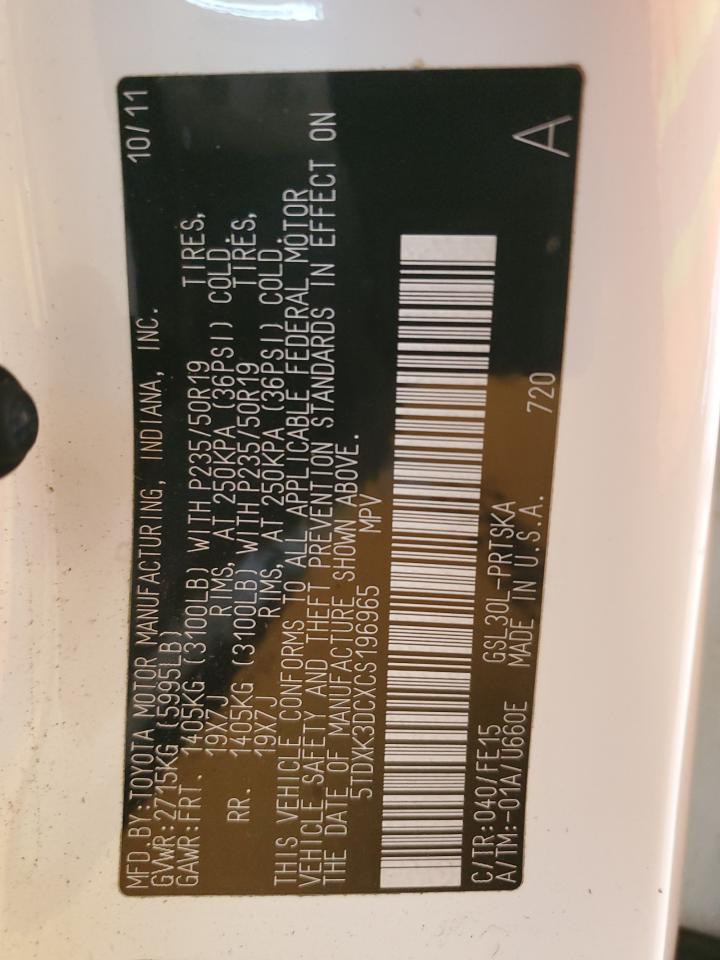 MFD. BY: TOYOTA MOTOR MANUFACTURING, INDIANA, INC. 10/11
GVWR: 2715KG (5995LB)
GAWR: FRT. 1405KG (3100LB) WITH P235/50R19 TIRES,
19X7J RIMS, AT 250KPA (36PSI) COLD.
RR. 1405KG (3100LB) WITH P235/50R19 TIRES,
19X7J RIMS, AT 250KPA (36PSI) COLD.
THIS VEHICLE CONFORMS TO ALL APPLICABLE FEDERAL MOTOR
VEHICLE SAFETY AND THEFT PREVENTION STANDARDS IN EFFECT ON
THE DATE OF MANUFACTURE SHOWN ABOVE.
5TDXK3DCXCS196965 MPV
C/TR: 040/FE15 GSL30L-PRTSKA
A/TM: -01A/U660E MADE IN U.S.A. 720 A